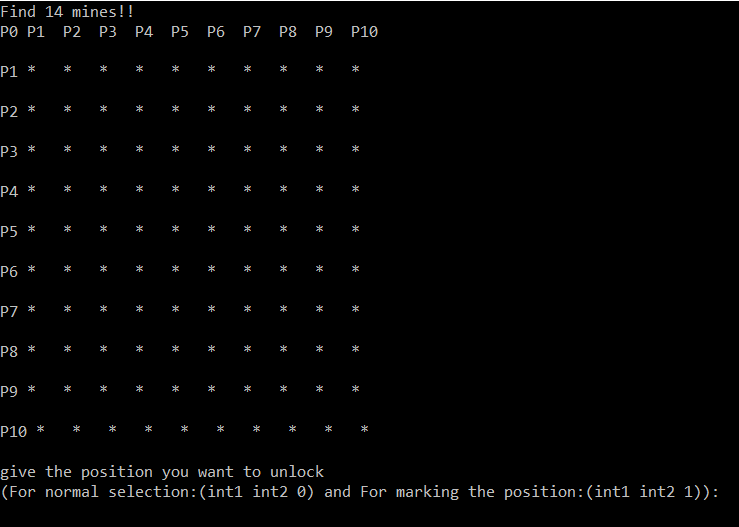 Find 14 mines!!
P0 P1  P2  P3  P4  P5  P6  P7  P8  P9  P10
P1 *   *   *   *   *   *   *   *   *   *
P2 *   *   *   *   *   *   *   *   *   *
P3 *   *   *   *   *   *   *   *   *   *
P4 *   *   *   *   *   *   *   *   *   *
P5 *   *   *   *   *   *   *   *   *   *
P6 *   *   *   *   *   *   *   *   *   *
P7 *   *   *   *   *   *   *   *   *   *
P8 *   *   *   *   *   *   *   *   *   *
P9 *   *   *   *   *   *   *   *   *   *
P10 *   *   *   *   *   *   *   *   *   *
give the position you want to unlock
(For normal selection:(int1 int2 0) and For marking the position:(int1 int2 1)):